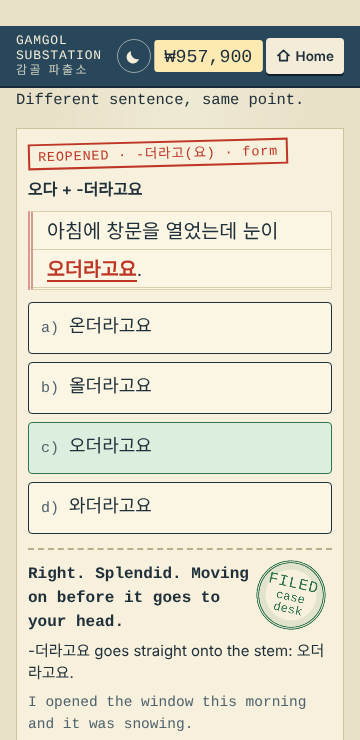 GAMGOL
SUBSTATION
감골 파출소
₩957,900
Home
Different sentence, same point.
REOPENED · -더라고(요) · form
오다 + -더라고요
아침에 창문을 열었는데 눈이
오더라고요.
a) 온더라고요
b) 올더라고요
c) 오더라고요
d) 와더라고요
Right. Splendid. Moving
on before it goes to
your head.
FILED
case
desk
-더라고요 goes straight onto the stem: 오더
라고요.
I opened the window this morning
and it was snowing.